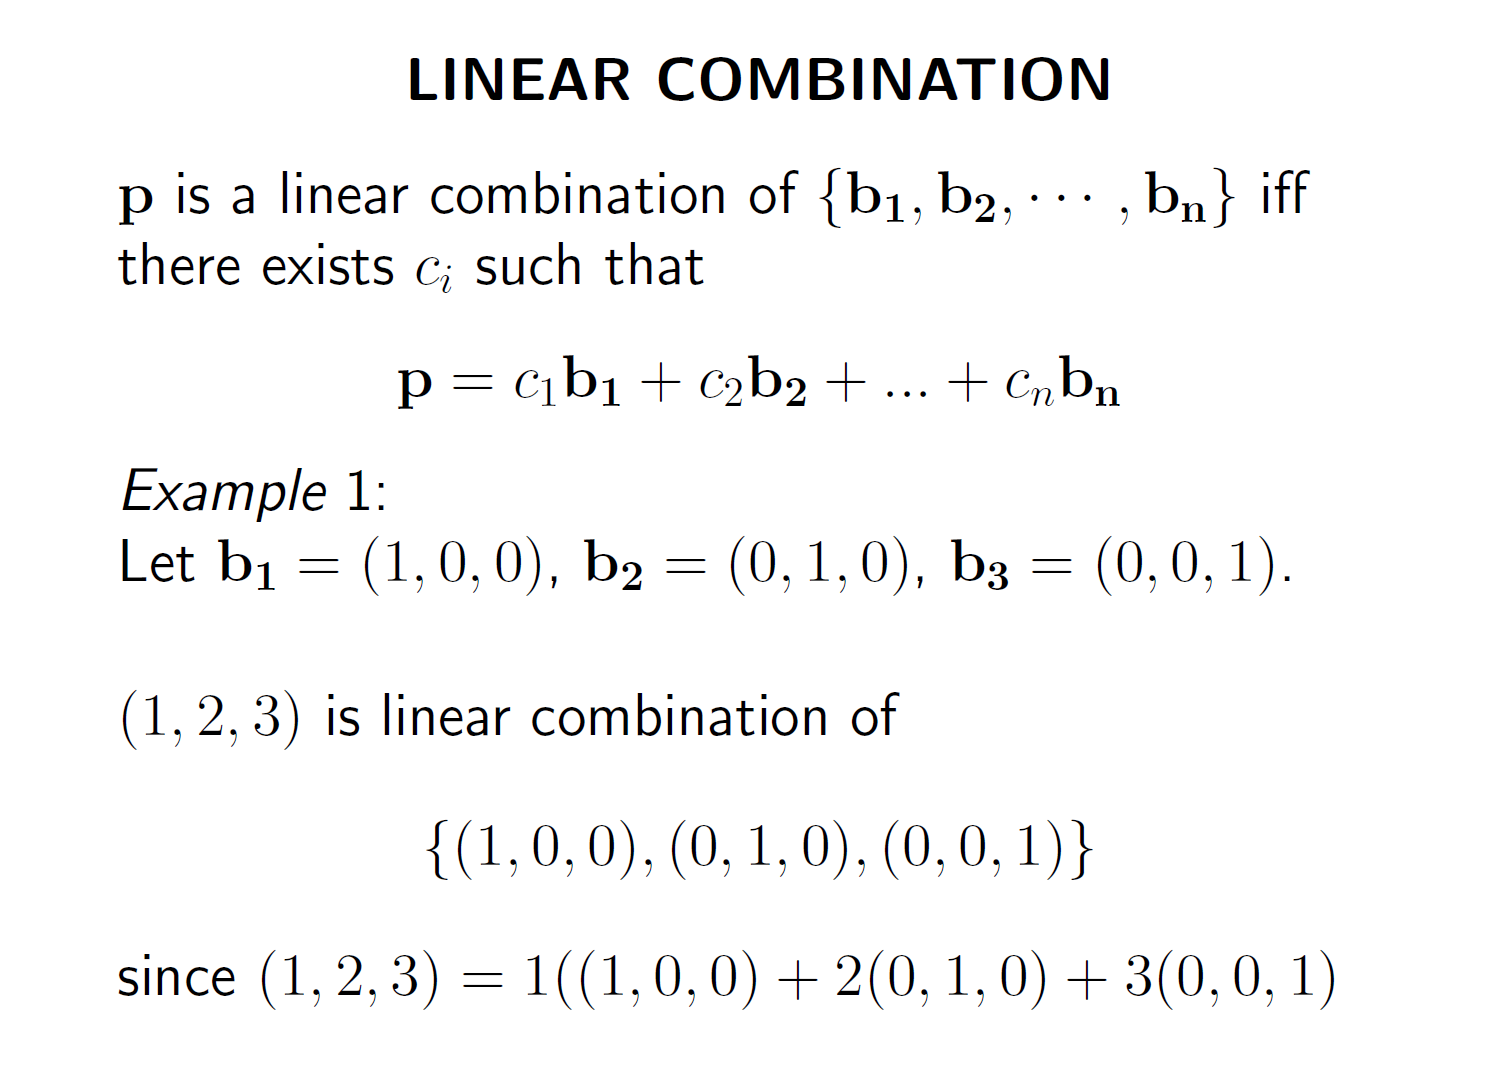 LINEAR COMBINATION
p is a linear combination of {b₁, b₂, ⋯ , bₙ} iff
there exists cᵢ such that
p = c₁b₁ + c₂b₂ + ... + cₙbₙ
Example 1:
Let b₁ = (1, 0, 0), b₂ = (0, 1, 0), b₃ = (0, 0, 1).
(1, 2, 3) is linear combination of
{(1, 0, 0), (0, 1, 0), (0, 0, 1)}
since (1, 2, 3) = 1((1, 0, 0) + 2(0, 1, 0) + 3(0, 0, 1)